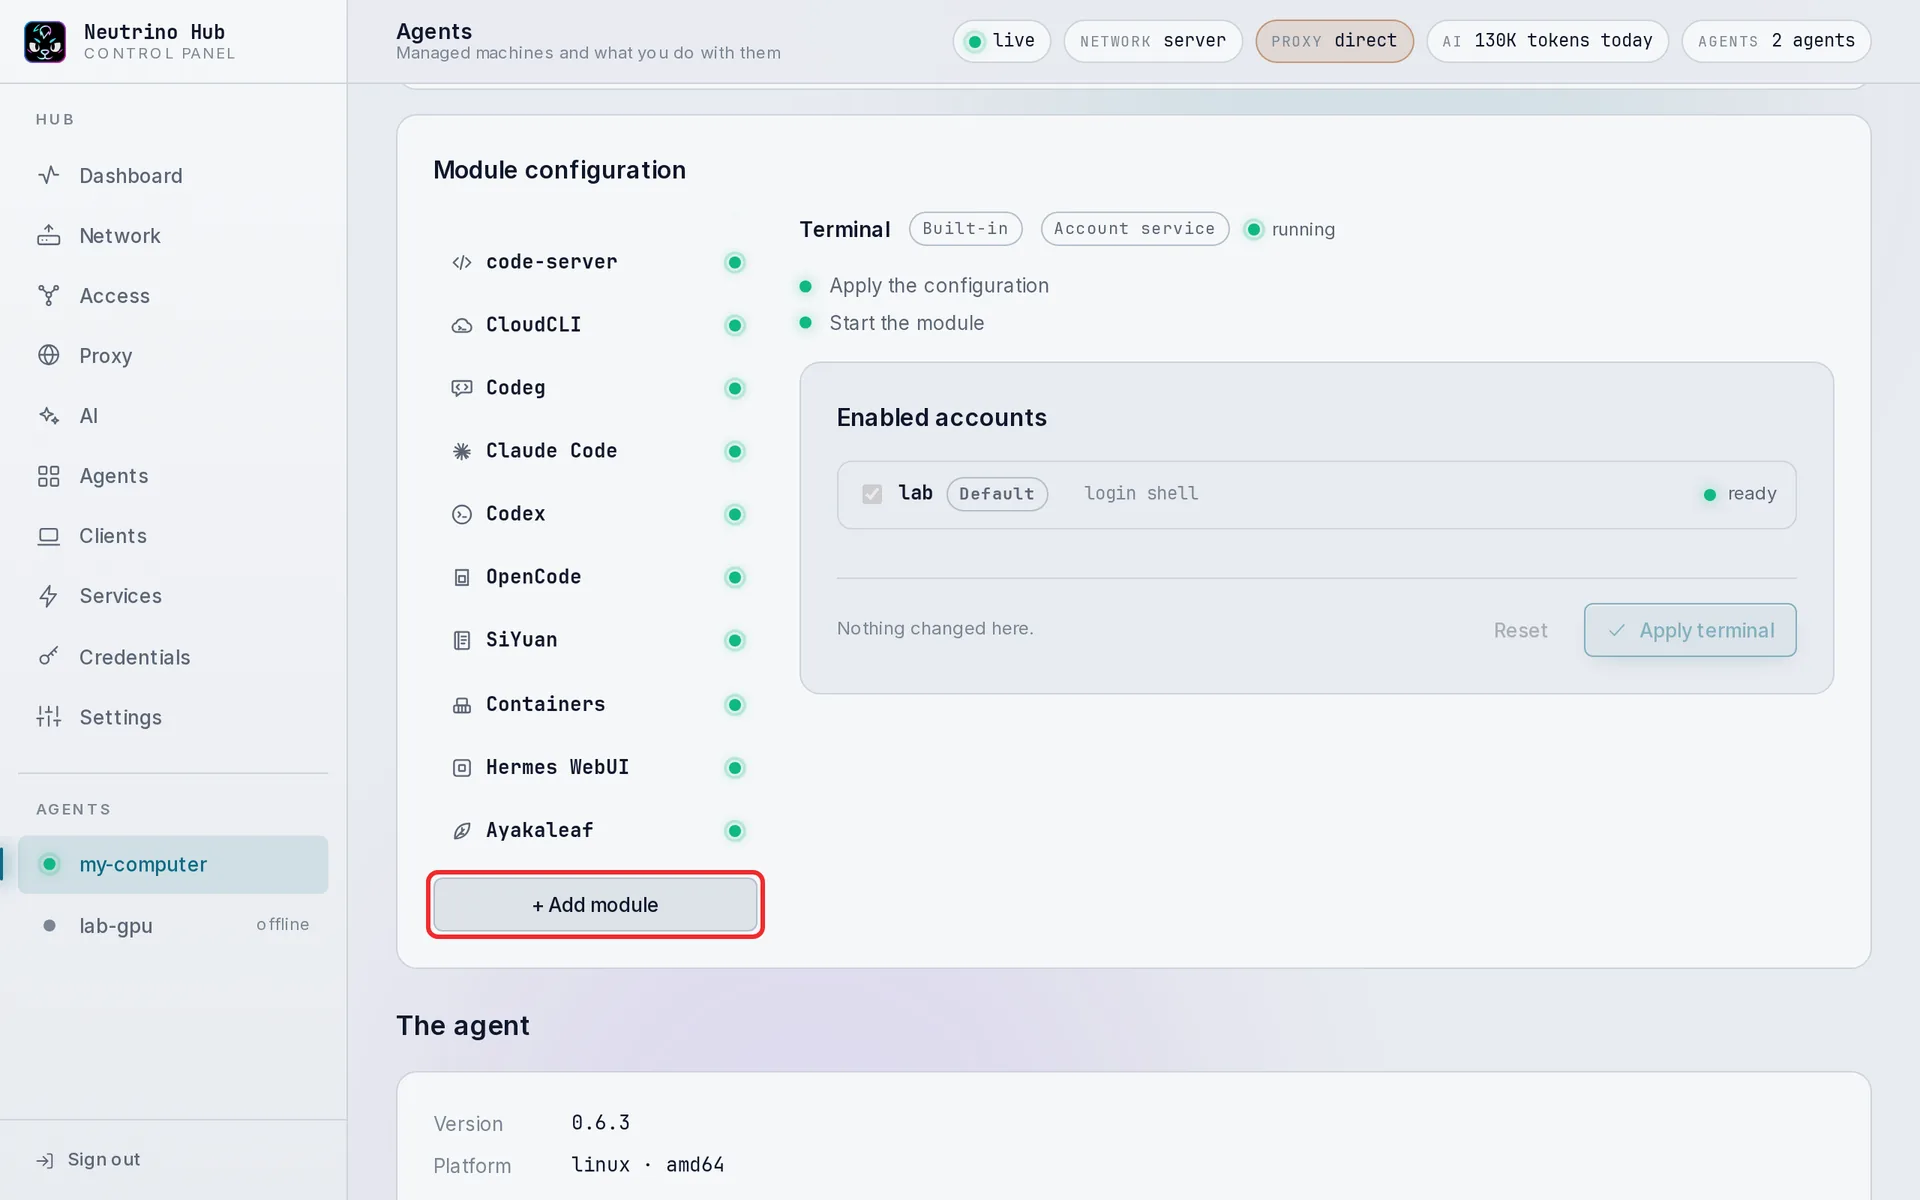 Neutrino Hub
CONTROL PANEL
Agents
Managed machines and what you do with them
live
NETWORK server
PROXY direct
AI 130K tokens today
AGENTS 2 agents
HUB
Dashboard
Network
Access
Proxy
AI
Agents
Clients
Services
Credentials
Settings
AGENTS
my-computer
lab-gpu offline
Sign out
Module configuration
code-server
CloudCLI
Codeg
Claude Code
Codex
OpenCode
SiYuan
Containers
Hermes WebUI
Ayakaleaf
+ Add module
Terminal Built-in Account service running
Apply the configuration
Start the module
Enabled accounts
lab Default login shell ready
Nothing changed here. Reset Apply terminal
The agent
Version 0.6.3
Platform linux · amd64